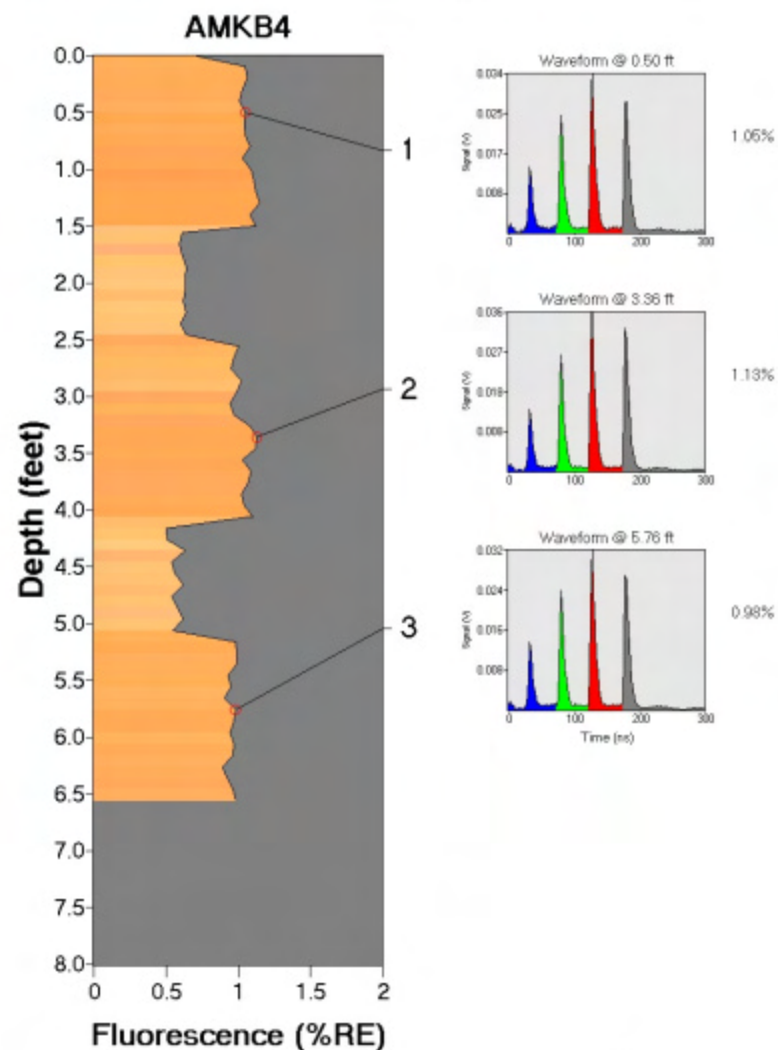 AMKB4
0.0
0.5
1.0
1.5
2.0
2.5
3.0
3.5
4.0
4.5
5.0
5.5
6.0
6.5
7.0
7.5
8.0
Depth (feet)
0 0.5 1 1.5 2
Fluorescence (%RE)
1
2
3
Waveform @ 0.50 ft
0.034
0.025
0.017
0.008
Signal (V)
0 100 200 300
1.05%
Waveform @ 3.36 ft
0.036
0.027
0.018
0.009
Signal (V)
0 100 200 300
1.13%
Waveform @ 5.76 ft
0.032
0.024
0.016
0.008
Signal (V)
0 100 200 300
Time (ns)
0.98%